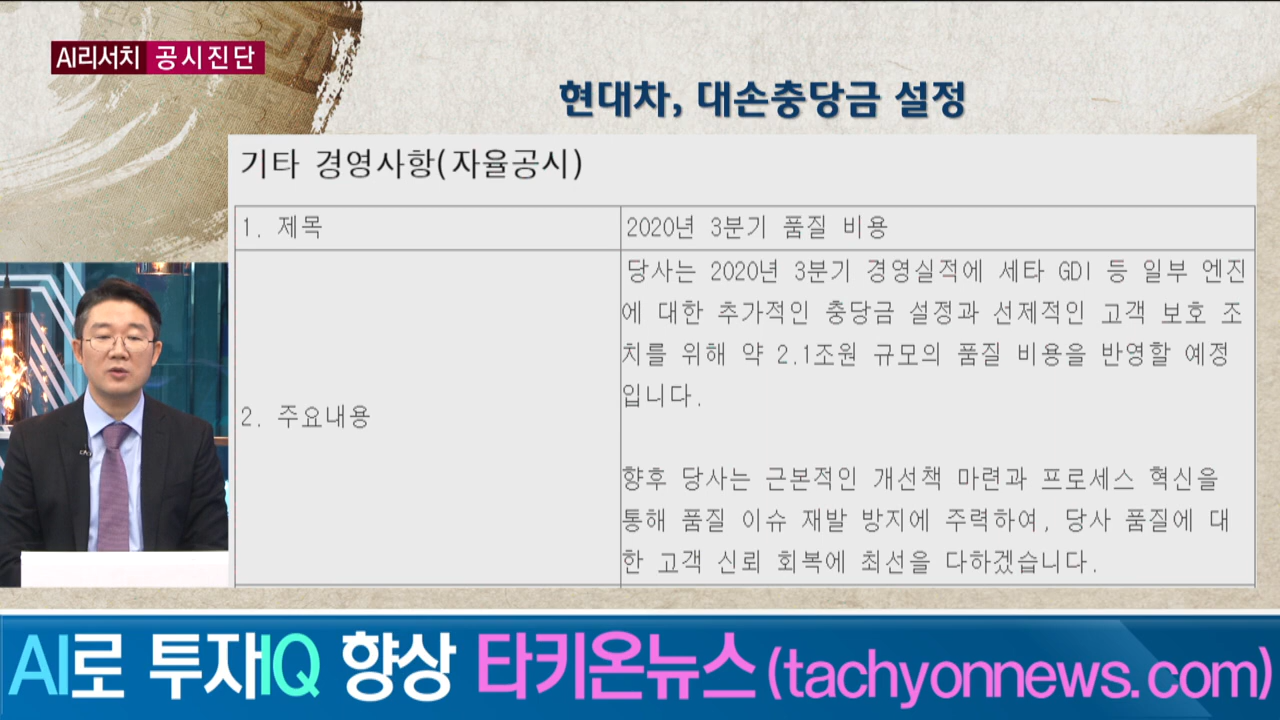 AI리서치 공시진단
현대차, 대손충당금 설정
기타 경영사항(자율공시)
1. 제목
2020년 3분기 품질 비용
2. 주요내용
당사는 2020년 3분기 경영실적에 세타 GDI 등 일부 엔진
에 대한 추가적인 충당금 설정과 선제적인 고객 보호 조
치를 위해 약 2.1조원 규모의 품질 비용을 반영할 예정
입니다.
향후 당사는 근본적인 개선책 마련과 프로세스 혁신을
통해 품질 이슈 재발 방지에 주력하여, 당사 품질에 대
한 고객 신뢰 회복에 최선을 다하겠습니다.
AI로 투자IQ 향상 타키온뉴스(tachyonnews.com)